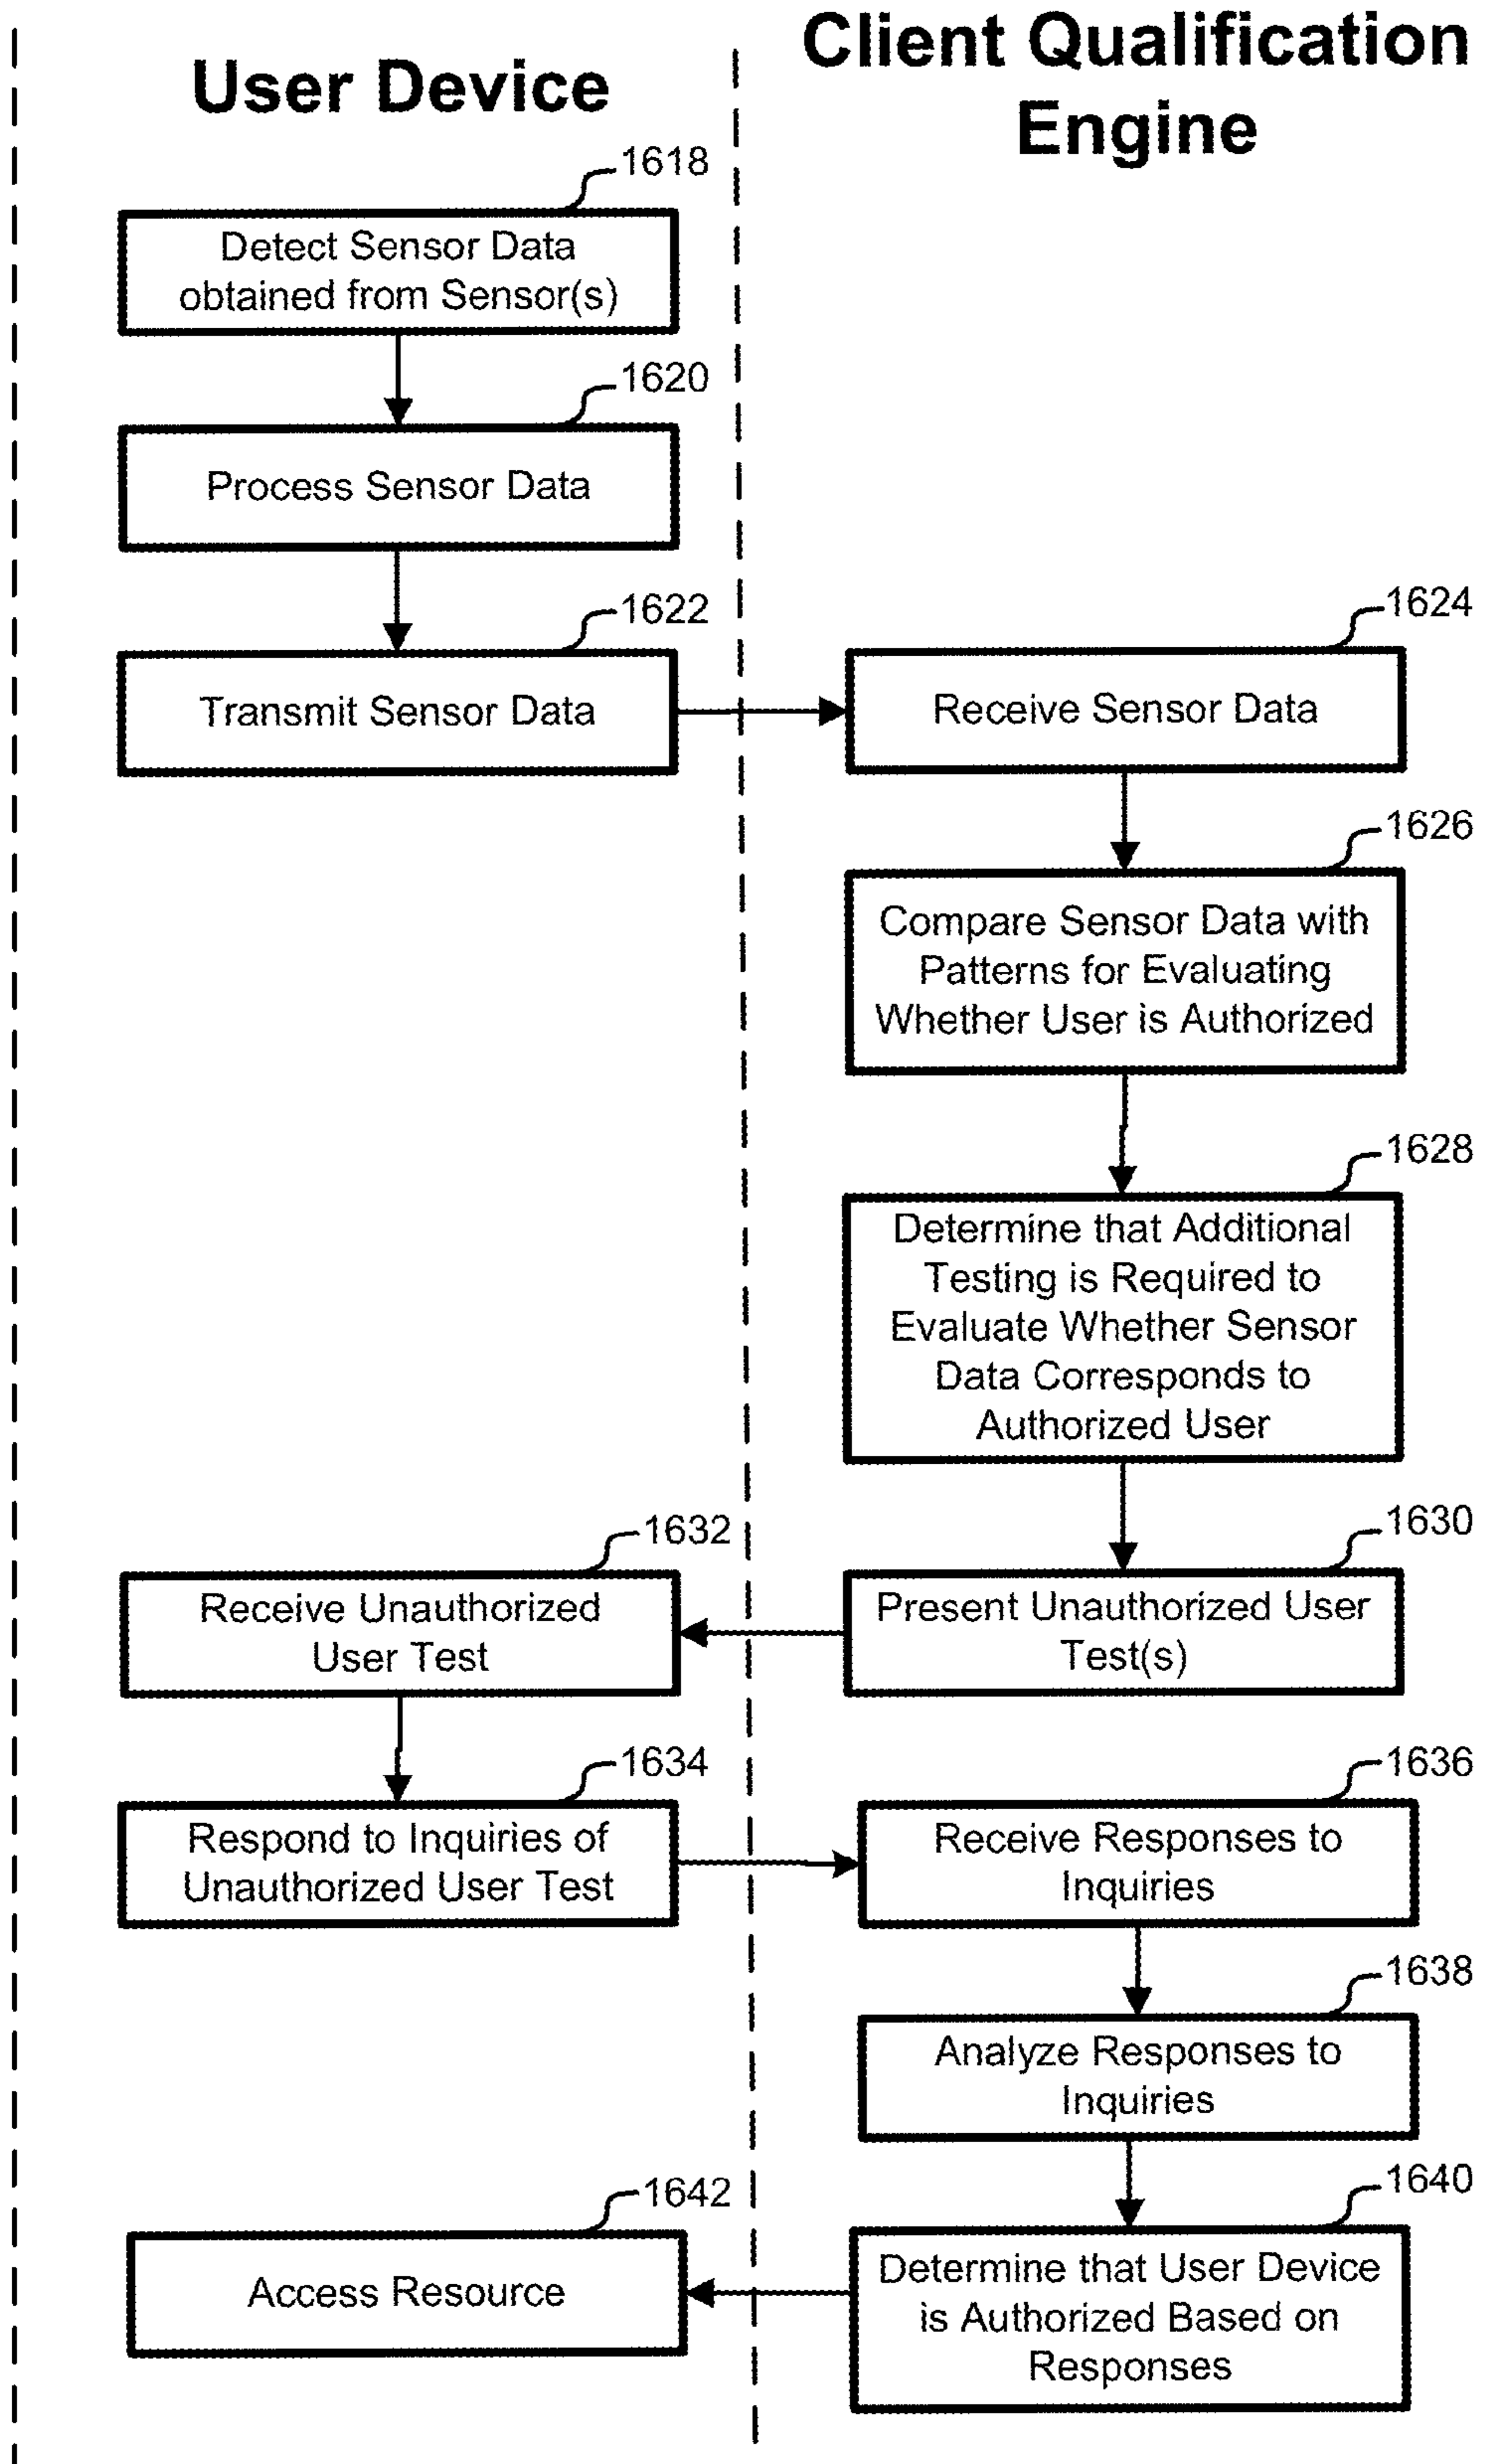 User Device
Client Qualification
Engine
1618
Detect Sensor Data
obtained from Sensor(s)
1620
Process Sensor Data
1622
Transmit Sensor Data
1624
Receive Sensor Data
1626
Compare Sensor Data with
Patterns for Evaluating
Whether User is Authorized
1628
Determine that Additional
Testing is Required to
Evaluate Whether Sensor
Data Corresponds to
Authorized User
1630
Present Unauthorized User
Test(s)
1632
Receive Unauthorized
User Test
1634
Respond to Inquiries of
Unauthorized User Test
1636
Receive Responses to
Inquiries
1638
Analyze Responses to
Inquiries
1640
Determine that User Device
is Authorized Based on
Responses
1642
Access Resource